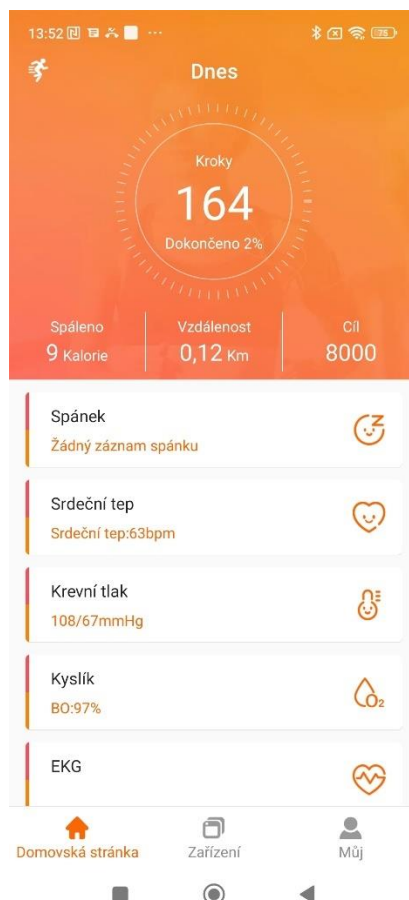 13:52
75
Dnes
Kroky
164
Dokončeno 2%
Spáleno
9 Kalorie
Vzdálenost
0,12 Km
Cíl
8000
Spánek
Žádný záznam spánku
Srdeční tep
Srdeční tep:63bpm
Krevní tlak
108/67mmHg
Kyslík
BO:97%
O₂
EKG
Domovská stránka
Zařízení
Můj